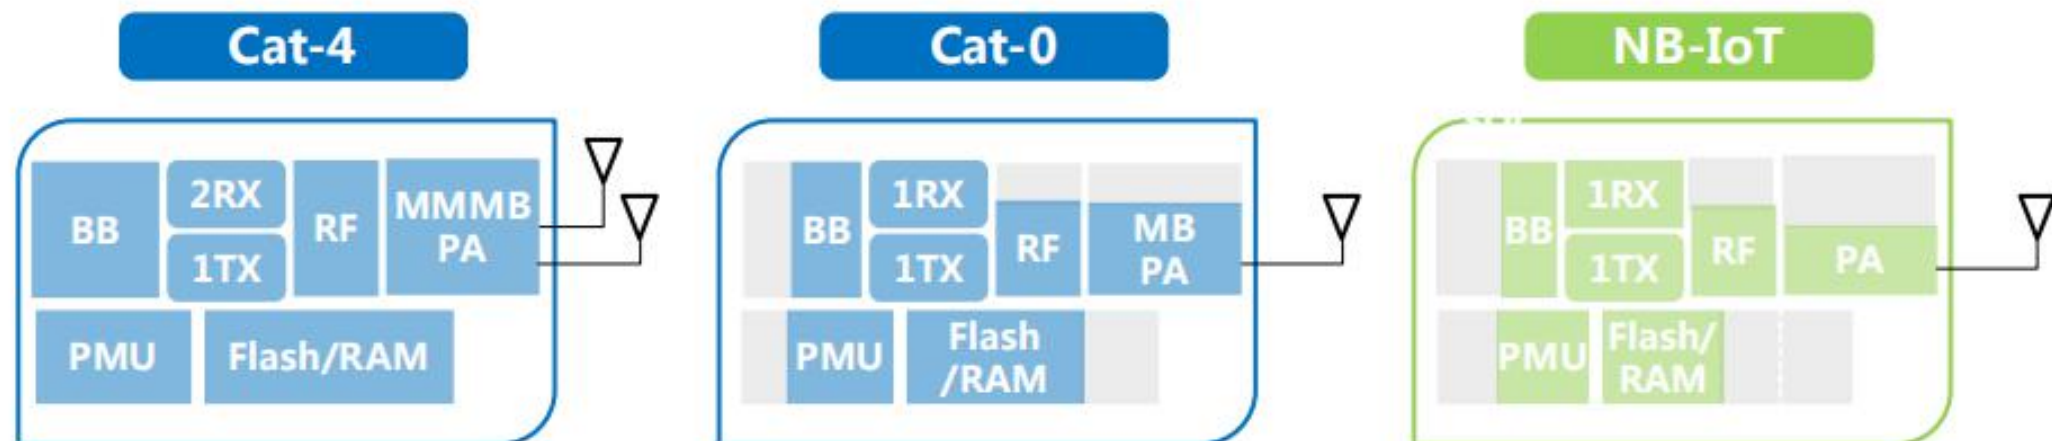 Cat-4
Cat-0
NB-IoT
BB
2RX
1TX
RF
MMMB
PA
PMU
Flash/RAM
BB
1RX
1TX
RF
MB
PA
PMU
Flash
/RAM
BB
1RX
1TX
RF
PA
PMU
Flash/
RAM